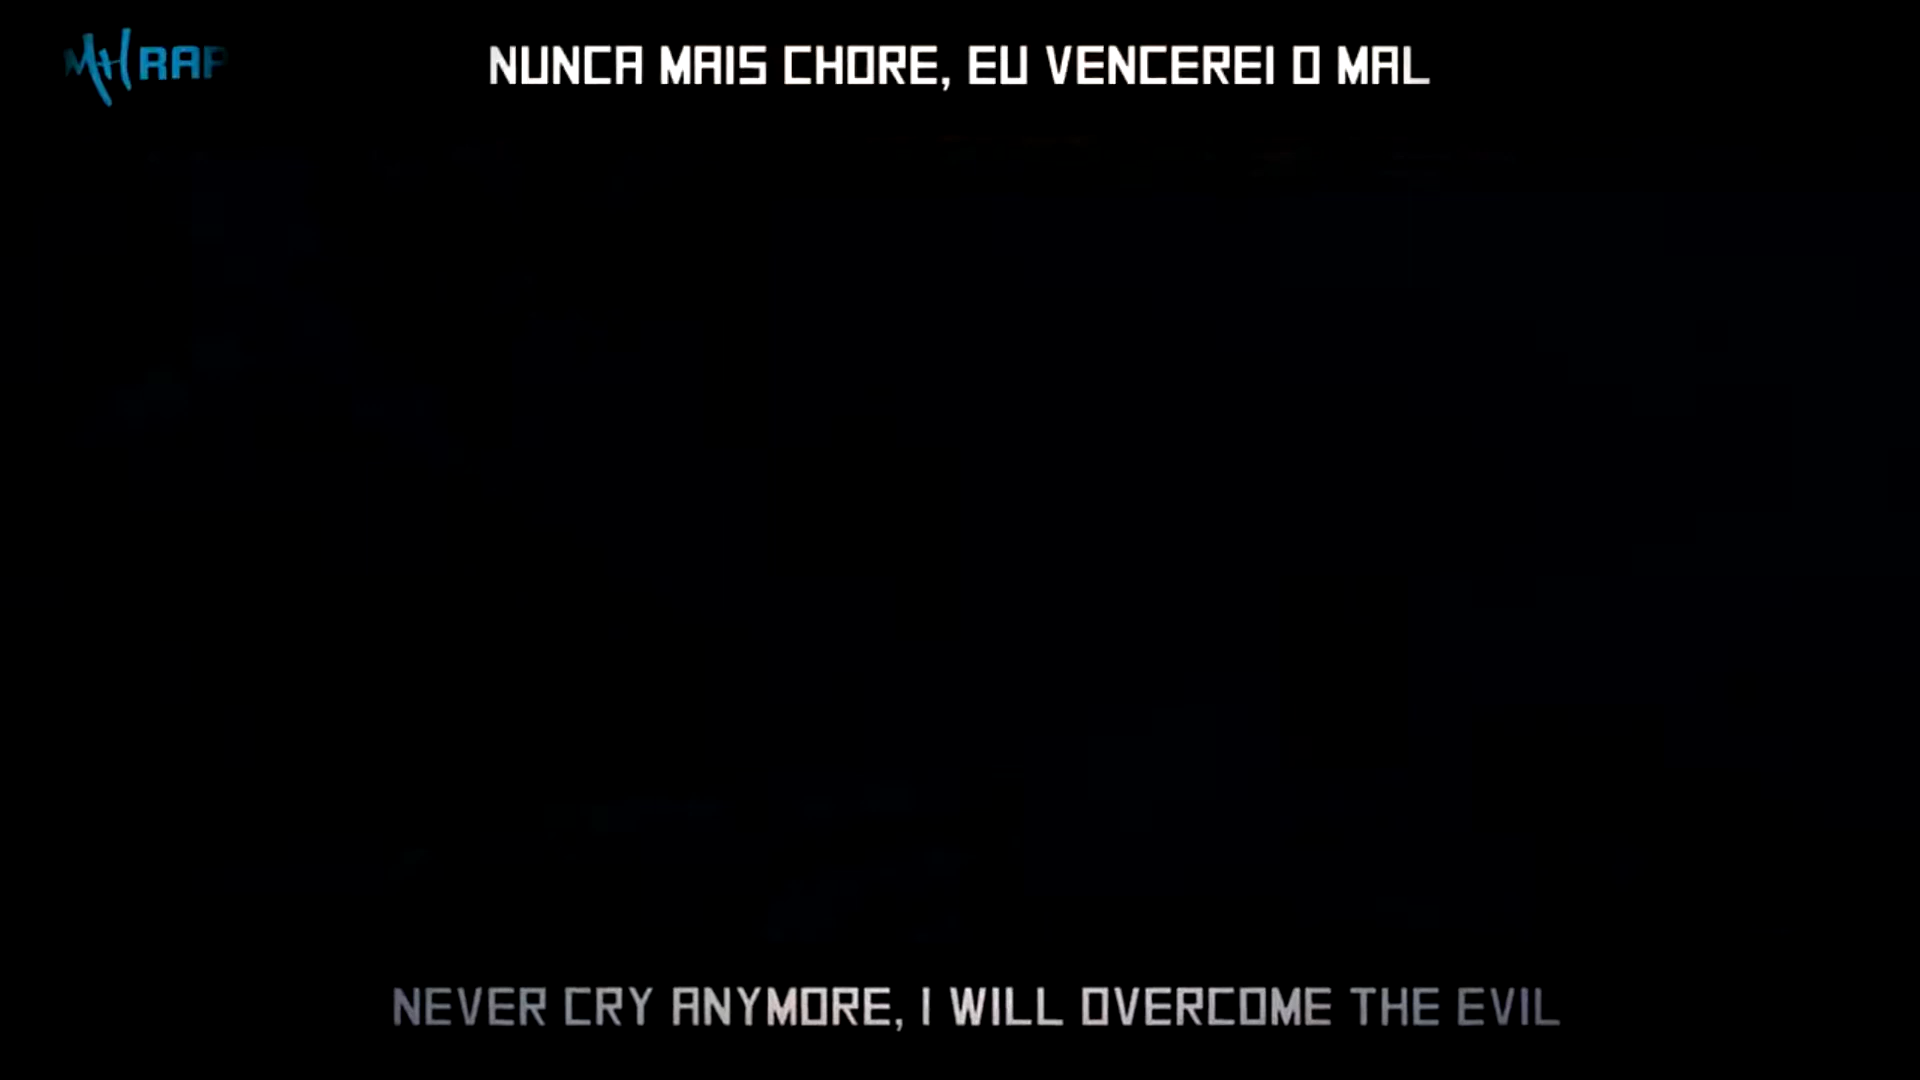 MH RAP
NUNCA MAIS CHORE, EU VENCEREI O MAL
NEVER CRY ANYMORE, I WILL OVERCOME THE EVIL